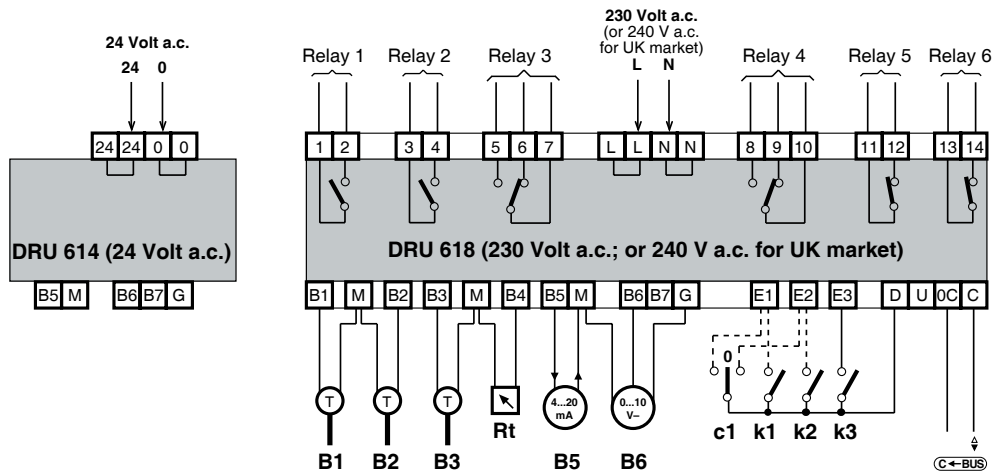 24 Volt a.c.
24 0
24 24 0 0
DRU 614 (24 Volt a.c.)
B5 M B6 B7 G
230 Volt a.c.
(or 240 V a.c.
for UK market)
L N
Relay 1 Relay 2 Relay 3 Relay 4 Relay 5 Relay 6
1 2 3 4 5 6 7 L L N N 8 9 10 11 12 13 14
DRU 618 (230 Volt a.c.; or 240 V a.c. for UK market)
B1 M B2 B3 M B4 B5 M B6 B7 G E1 E2 E3 D U 0C C
0
T T T
4...20
mA
0...10
V–
Rt
c1 k1 k2 k3
B1 B2 B3 B5 B6
C BUS